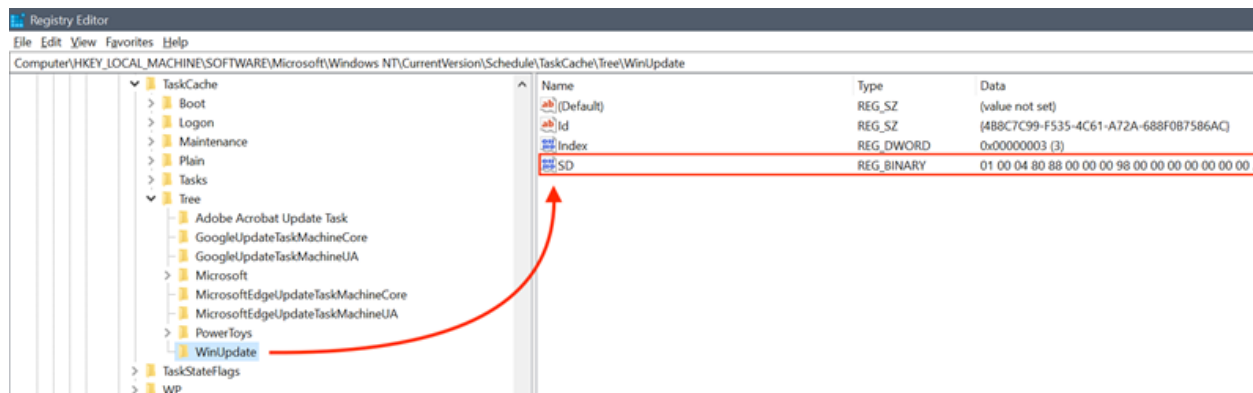 Registry Editor
File Edit View Favorites Help
Computer\HKEY_LOCAL_MACHINE\SOFTWARE\Microsoft\Windows NT\CurrentVersion\Schedule\TaskCache\Tree\WinUpdate
TaskCache
Boot
Logon
Maintenance
Plain
Tasks
Tree
Adobe Acrobat Update Task
GoogleUpdateTaskMachineCore
GoogleUpdateTaskMachineUA
Microsoft
MicrosoftEdgeUpdateTaskMachineCore
MicrosoftEdgeUpdateTaskMachineUA
PowerToys
WinUpdate
TaskStateFlags
WP
Name Type Data
(Default) REG_SZ (value not set)
Id REG_SZ {4B8C7C99-F535-4C61-A72A-688F0B7586AC}
Index REG_DWORD 0x00000003 (3)
SD REG_BINARY 01 00 04 80 88 00 00 00 98 00 00 00 00 00 00 00